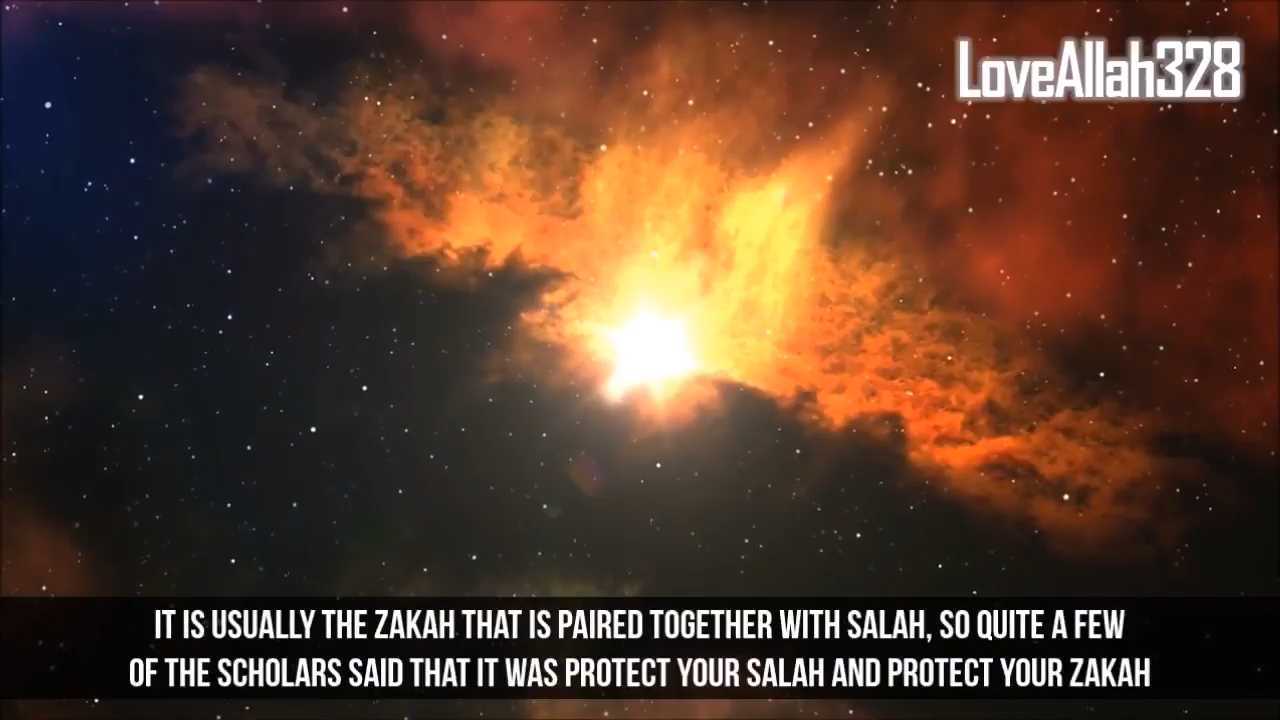 LoveAllah328
IT IS USUALLY THE ZAKAH THAT IS PAIRED TOGETHER WITH SALAH, SO QUITE A FEW
OF THE SCHOLARS SAID THAT IT WAS PROTECT YOUR SALAH AND PROTECT YOUR ZAKAH